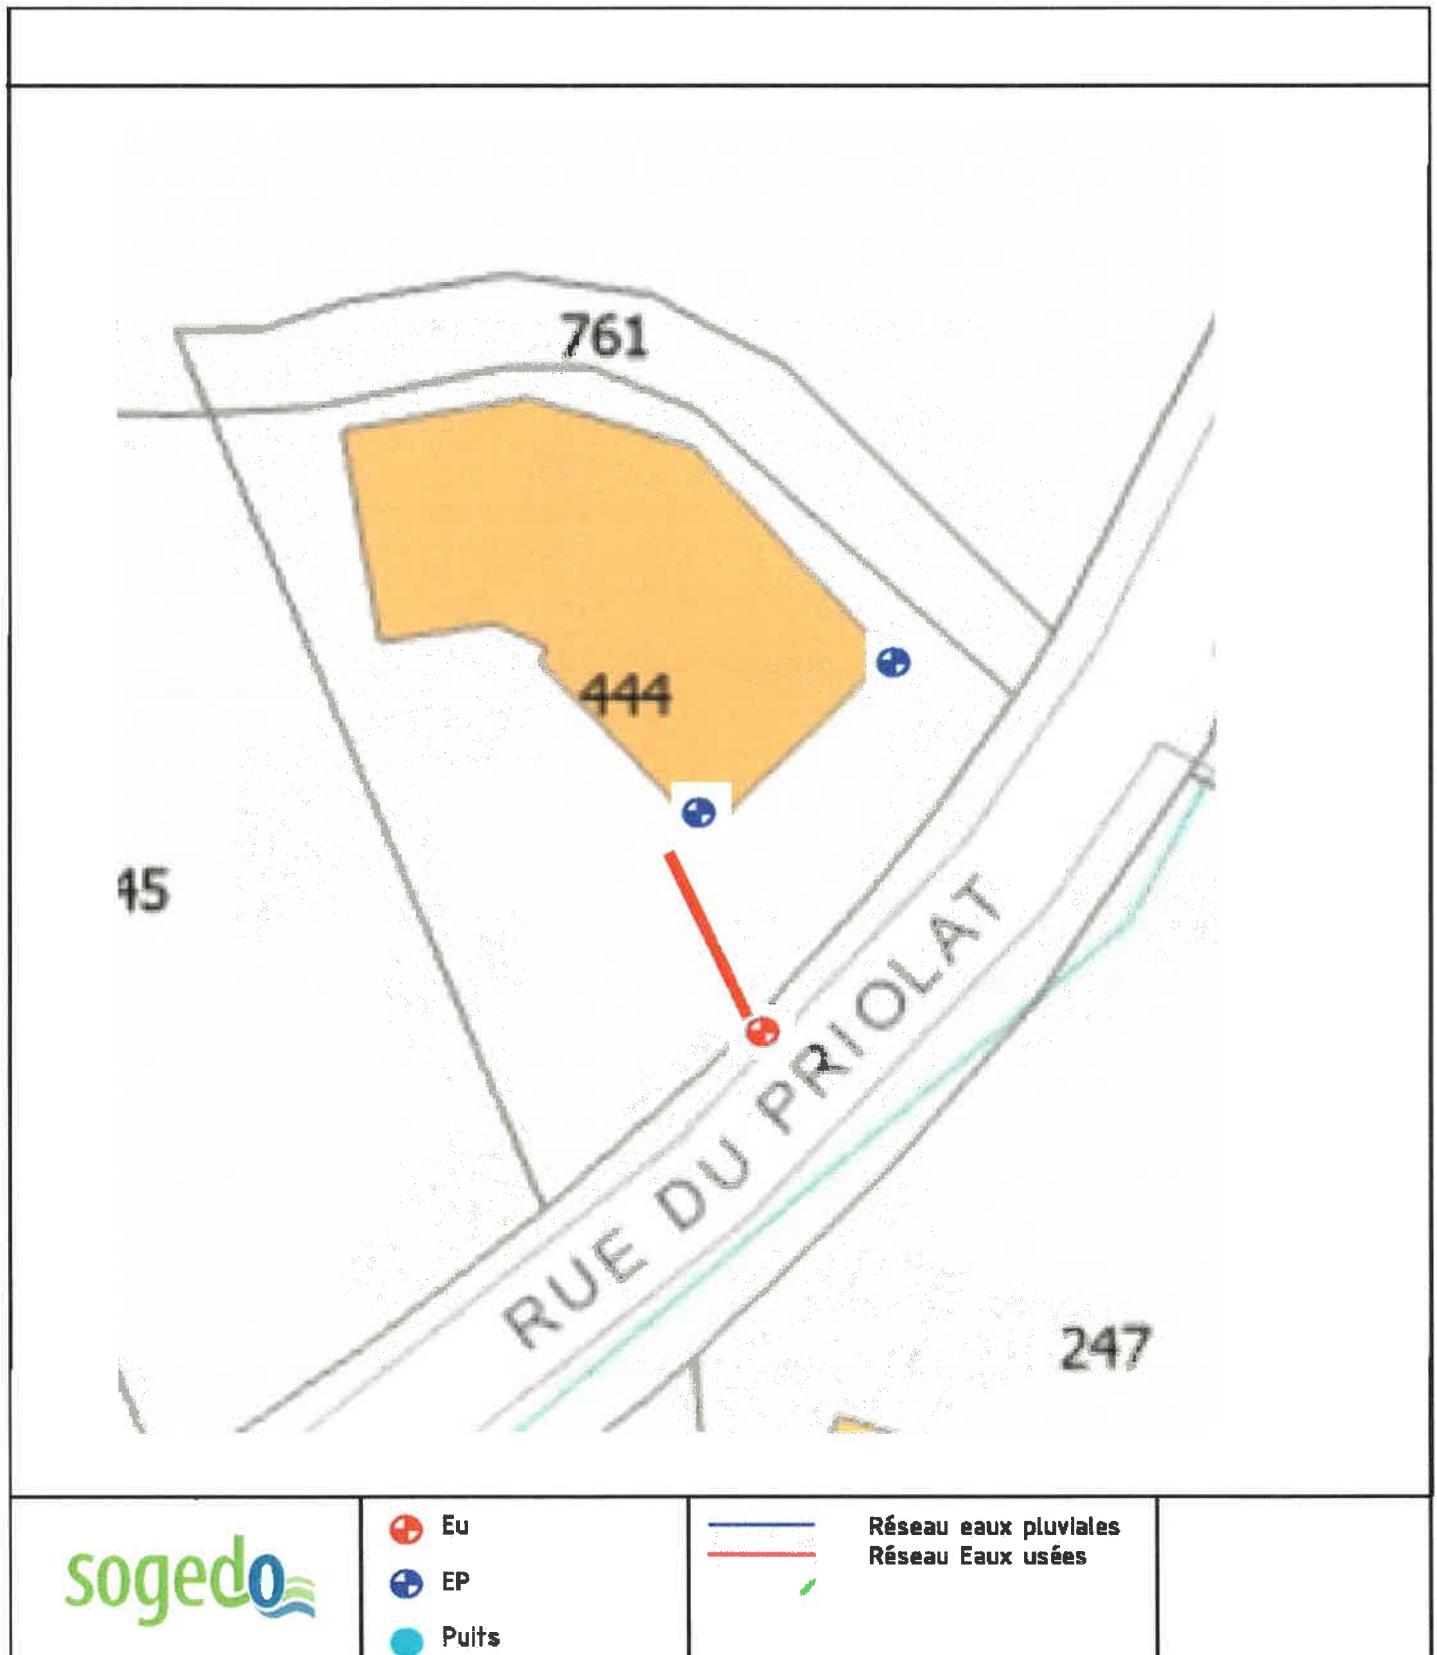 761
444
45
RUE DU PRIOLAT
247
sogedo
Eu
EP
Puits
Réseau eaux pluviales
Réseau Eaux usées